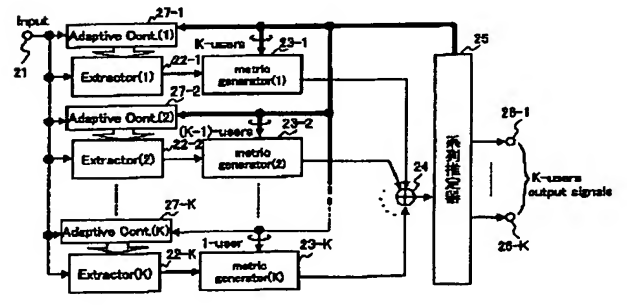 Input
21
27-1
Adaptive Cont.(1)
Extractor(1)
22-1
27-2
K-users
23-1
metric
generator(1)
25
Adaptive Cont.(2)
Extractor(2)
22-2
(K-1)-users
23-2
metric
generator(2)
24
26-1
K-users
output signals
26-K
27-K
Adaptive Cont.(K)
Extractor(K)
22-K
1-user
23-K
metric
generator(K)